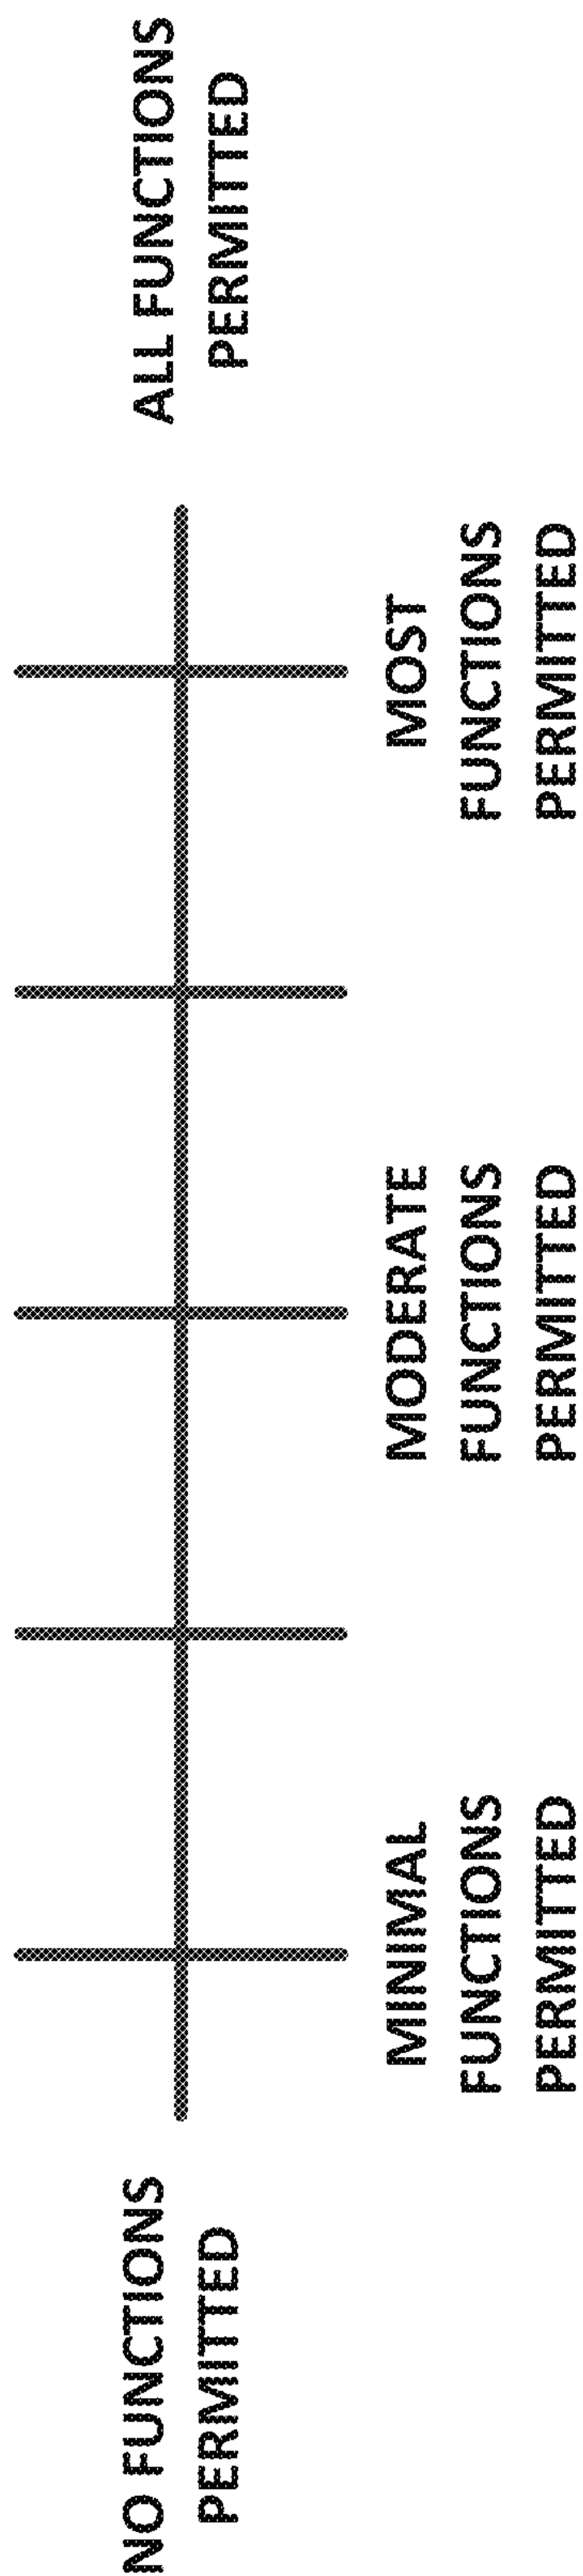 NO FUNCTIONS
PERMITTED
MINIMAL
FUNCTIONS
PERMITTED
MODERATE
FUNCTIONS
PERMITTED
MOST
FUNCTIONS
PERMITTED
ALL FUNCTIONS
PERMITTED